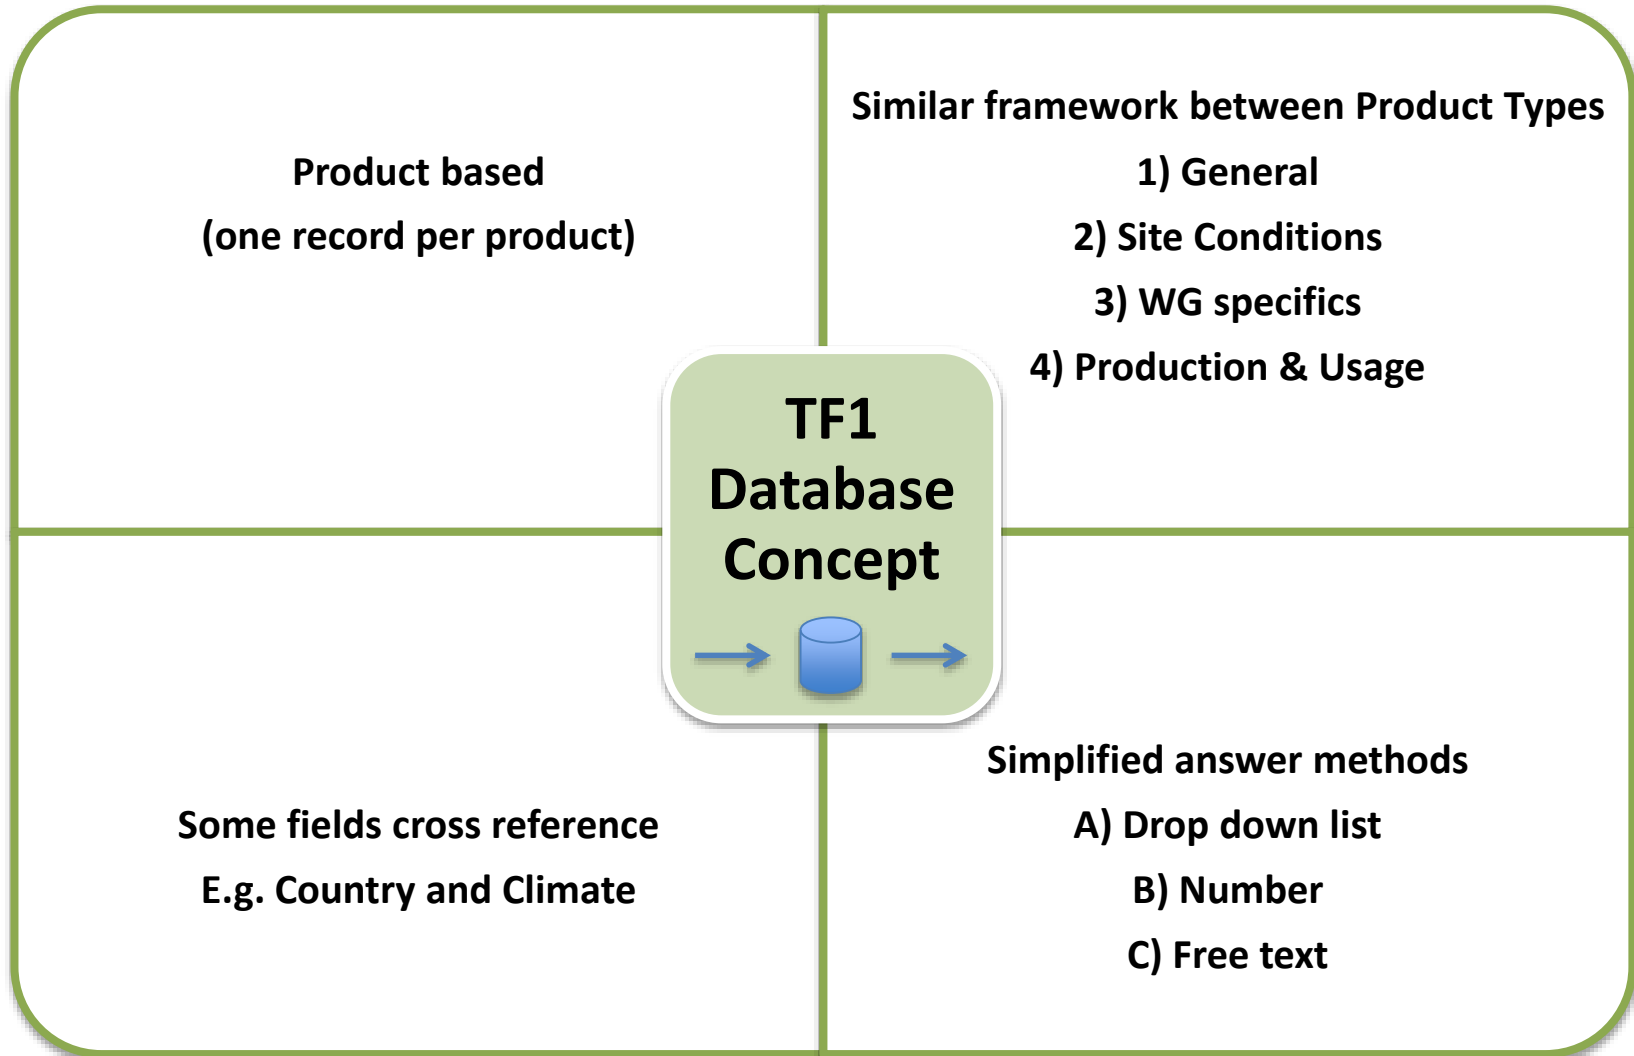 Product based
(one record per product)
Similar framework between Product Types
1) General
2) Site Conditions
3) WG specifics
4) Production & Usage
TF1
Database
Concept
Some fields cross reference
E.g. Country and Climate
Simplified answer methods
A) Drop down list
B) Number
C) Free text